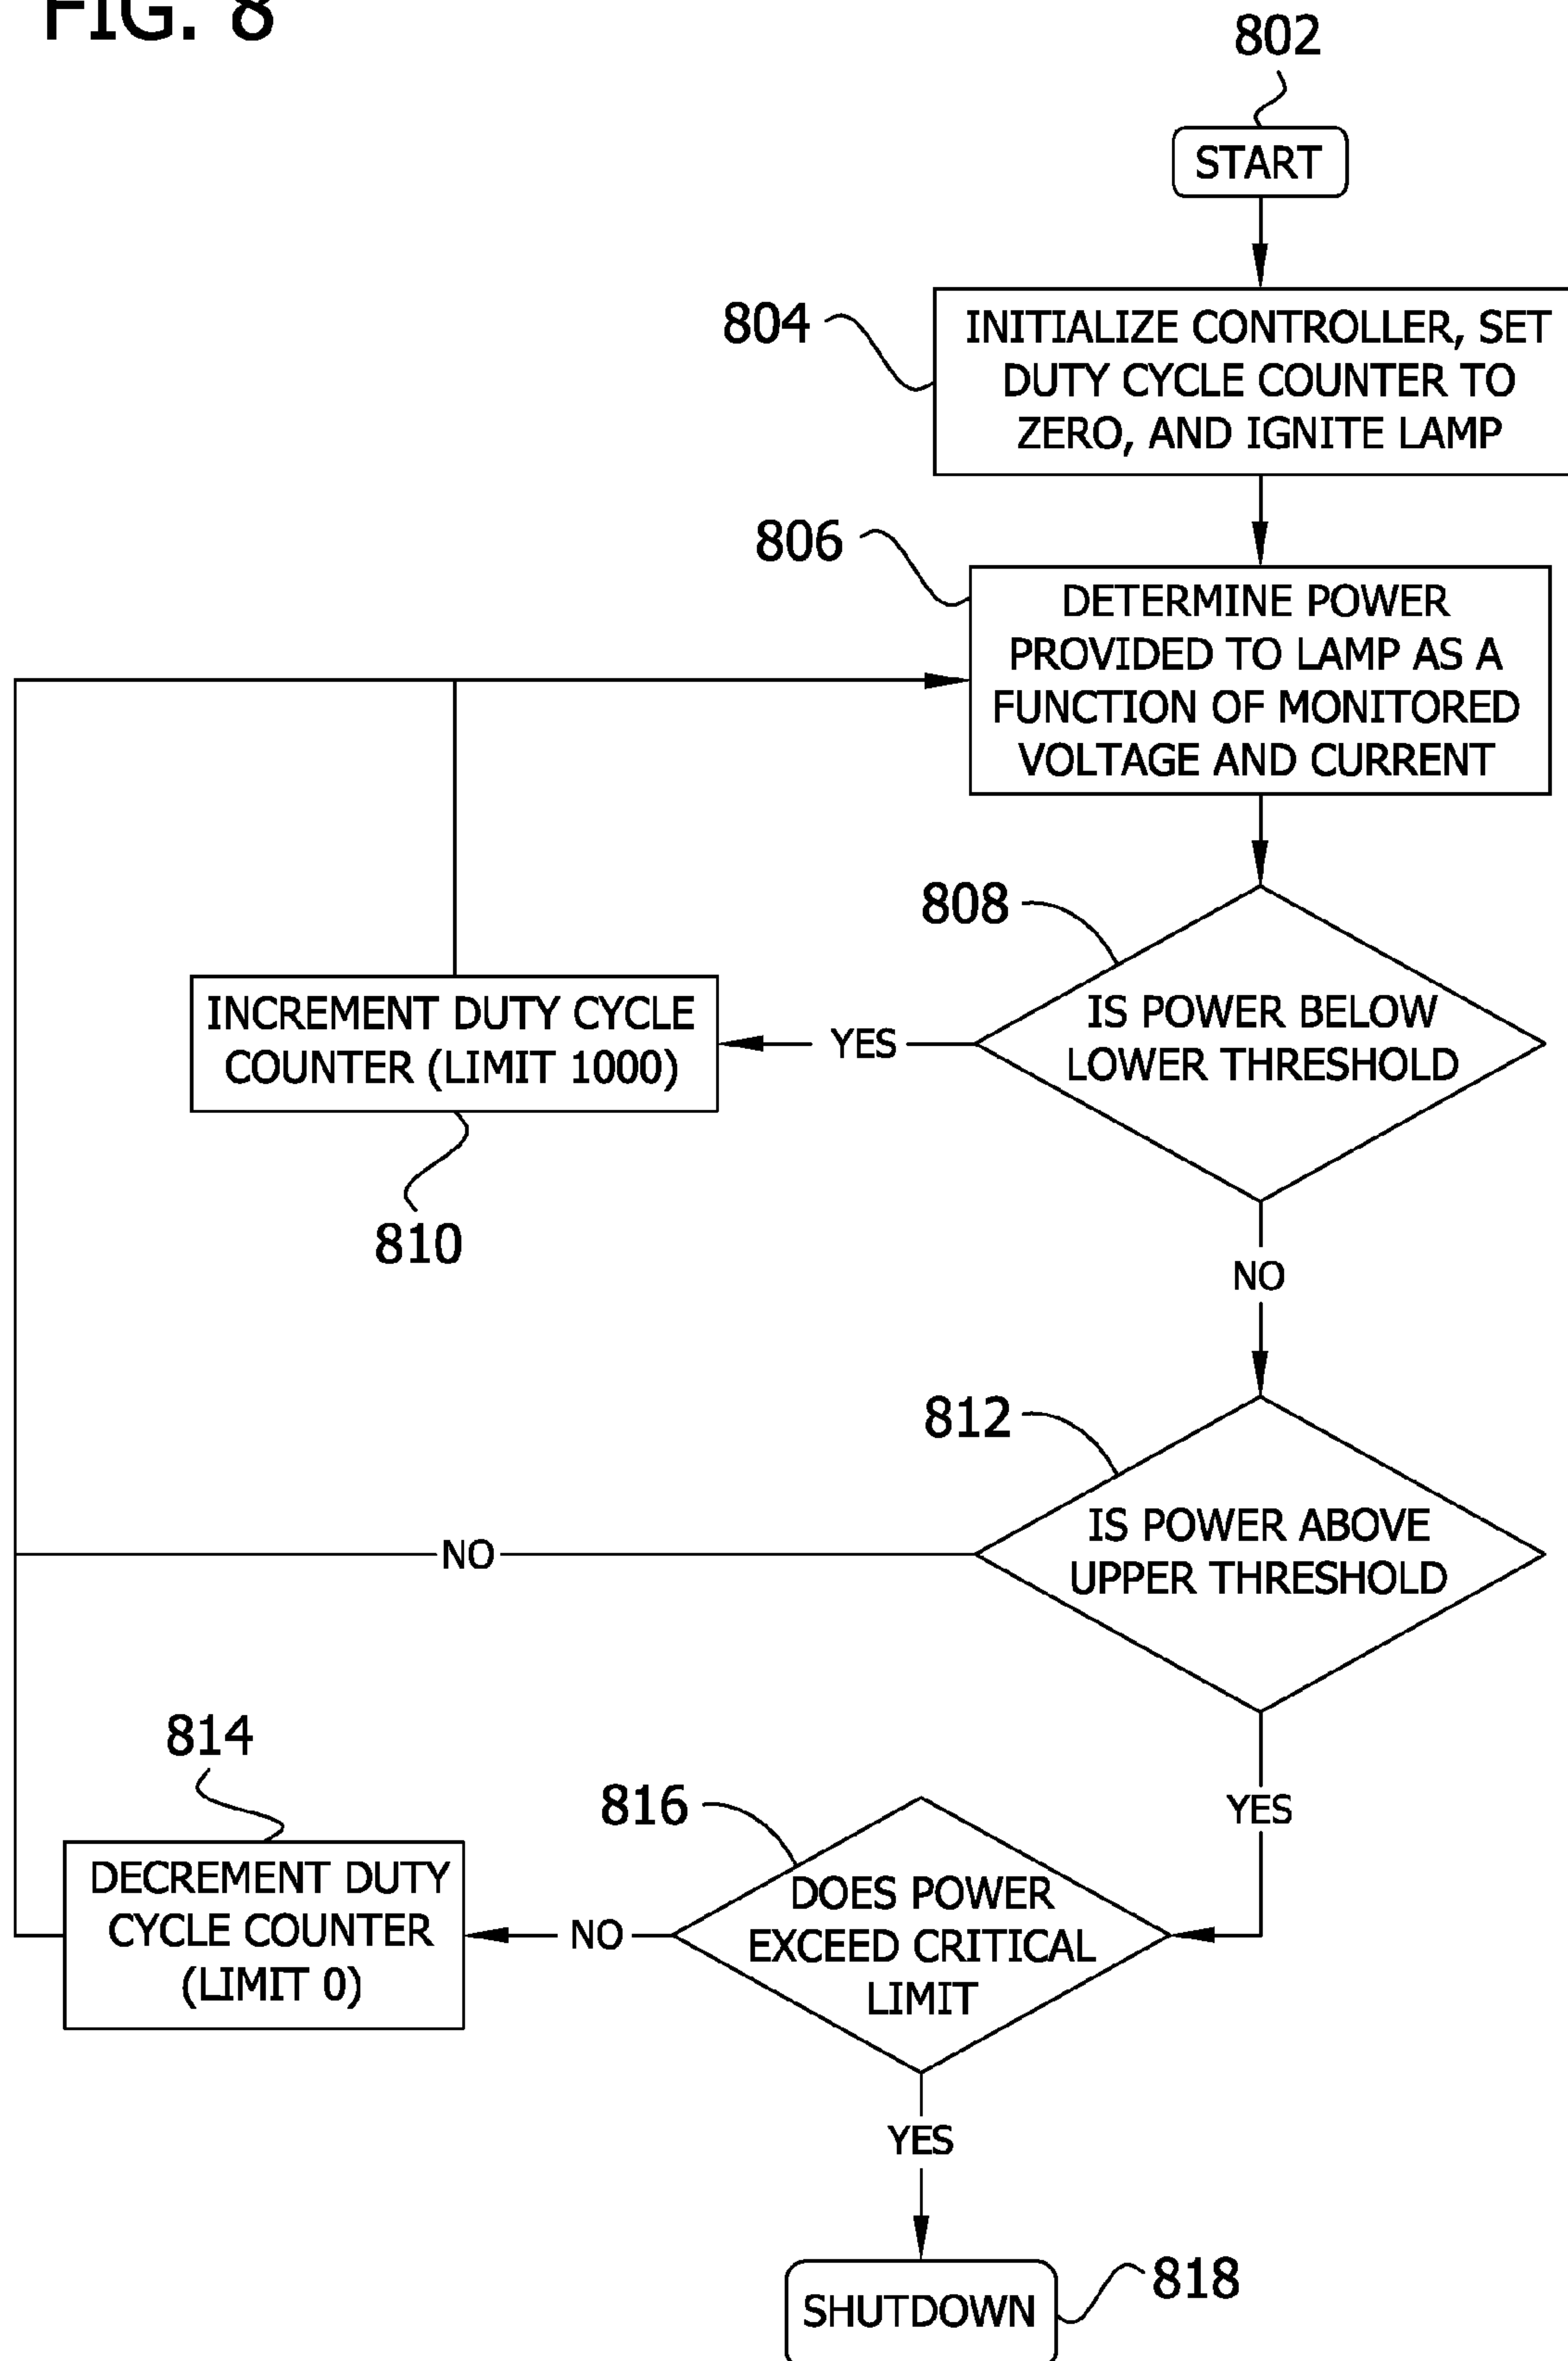 FIG. 8
802
START
804
INITIALIZE CONTROLLER, SET
DUTY CYCLE COUNTER TO
ZERO, AND IGNITE LAMP
806
DETERMINE POWER
PROVIDED TO LAMP AS A
FUNCTION OF MONITORED
VOLTAGE AND CURRENT
808
IS POWER BELOW
LOWER THRESHOLD
YES
INCREMENT DUTY CYCLE
COUNTER (LIMIT 1000)
810
NO
812
IS POWER ABOVE
UPPER THRESHOLD
NO
YES
814
DECREMENT DUTY
CYCLE COUNTER
(LIMIT 0)
816
DOES POWER
EXCEED CRITICAL
LIMIT
NO
YES
SHUTDOWN
818